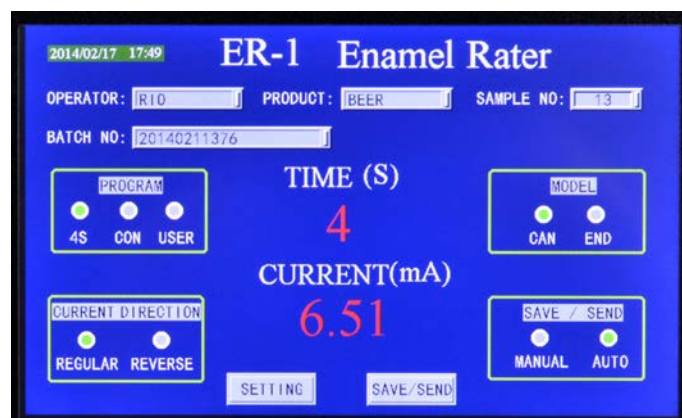 2014/02/17 17:49 ER-1 Enamel Rater
OPERATOR: RIO PRODUCT: BEER SAMPLE NO: 13
BATCH NO: 20140211376
PROGRAM
4S CON USER
TIME (S)
4
MODEL
CAN END
CURRENT(mA)
6.51
CURRENT DIRECTION
REGULAR REVERSE
SAVE / SEND
MANUAL AUTO
SETTING SAVE/SEND